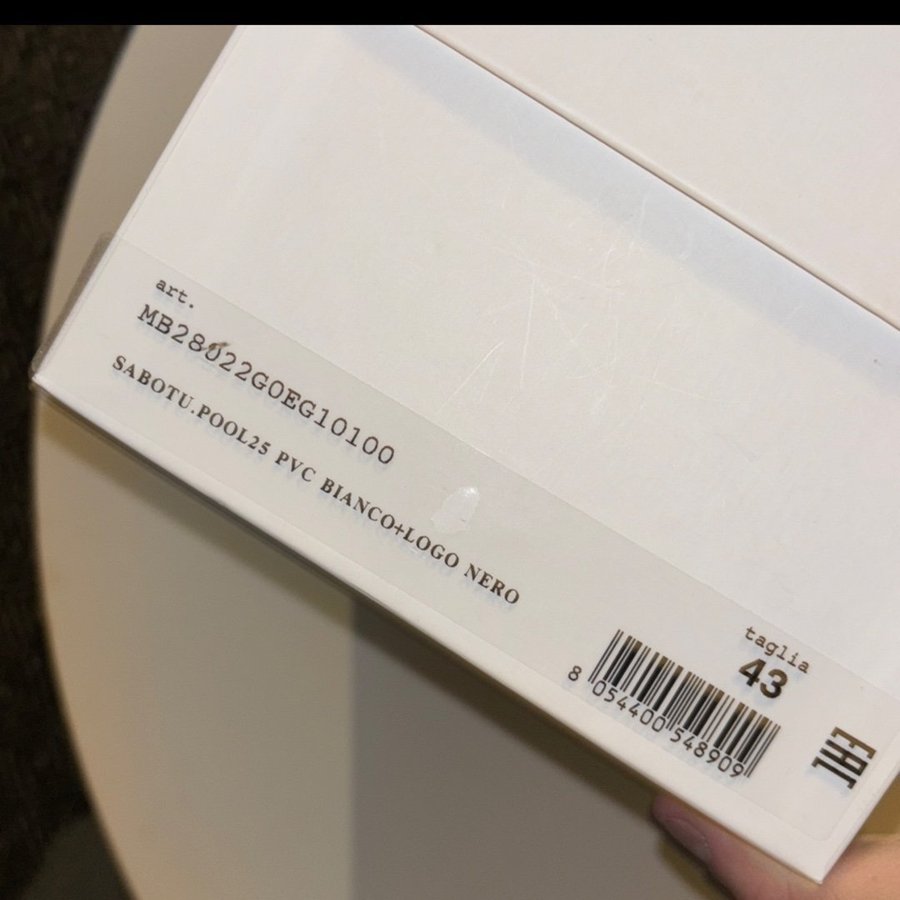 art.
MB28022G0EG10100
SABOTU.POOL25 PVC BIANCO+LOGO NERO
taglia
43
8 054400 548909
EAC